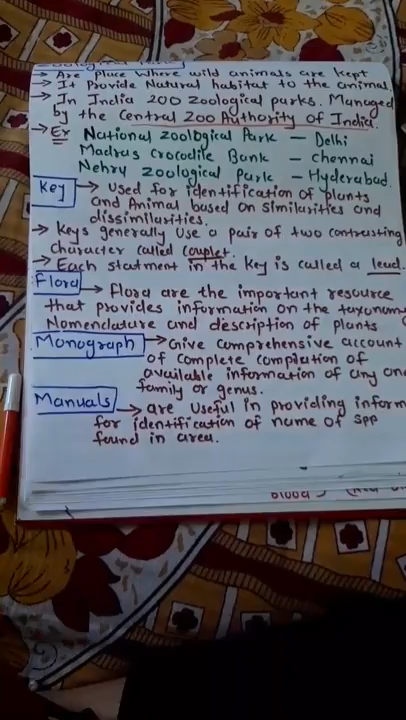 Zoological Park
→ Are place where wild animals are kept
→ It Provide Natural habitat to the animal.
→ In India 200 zoological parks. Managed
by the Central Zoo Authority of India.
→ Ex National zoological Park – Delhi
Madras Crocodile Bank – Chennai
Nehry zoological Park – Hyderabad.
Key → Used for identification of plants
and Animal based on similarities and
dissimilarities.
→ Keys generally Use a pair of two contrasting
character called Couplet.
→ Each statment in the key is called a lead.
Flora → Flora are the important resource
that provides information on the taxonom
Nomenclature and description of plants
Monograph → Give comprehensive account
of complete compilation of
available information of any one
family or genus.
Manuals → are useful in providing inform
for identification of name of spp
found in area.